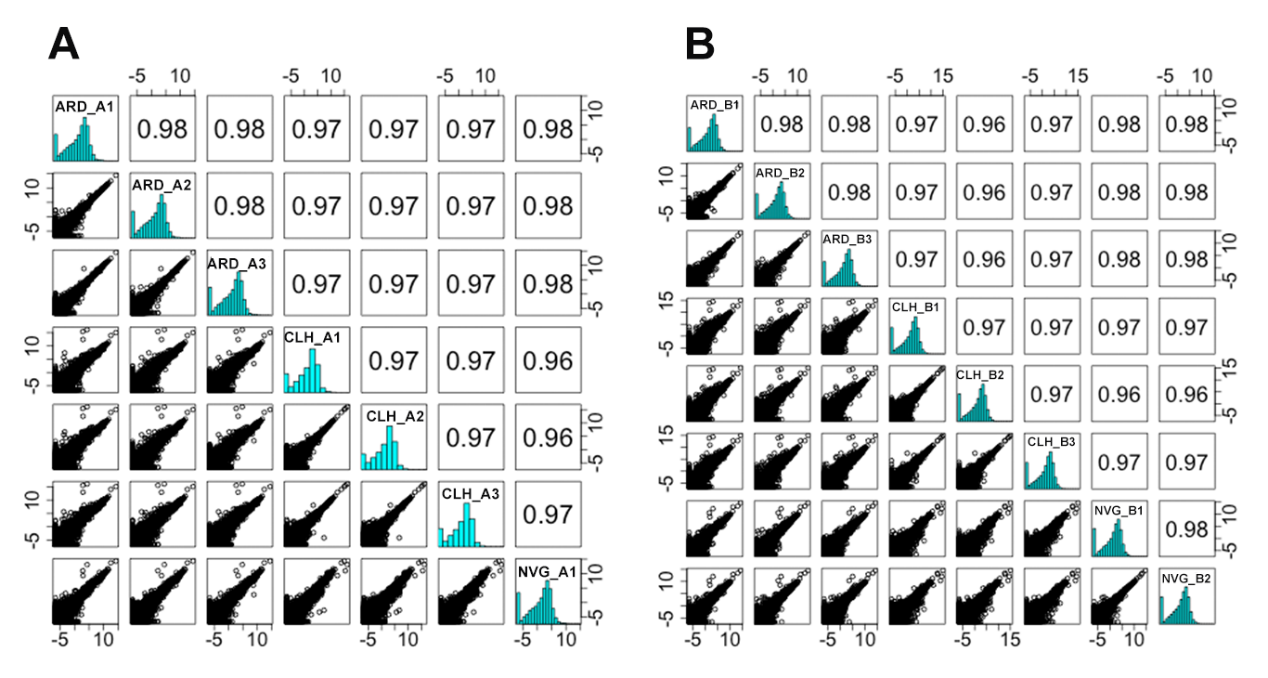 A
-5 10 -5 10 -5 10
ARD_A1 0.98 0.98 0.97 0.97 0.97 0.98 -5 10
-5 10 ARD_A2 0.98 0.97 0.97 0.97 0.98
ARD_A3 0.97 0.97 0.97 0.98 -5 10
-5 10 CLH_A1 0.97 0.97 0.96
CLH_A2 0.97 0.96 -5 10
-5 10 CLH_A3 0.97
NVG_A1 -5 10
-5 10 -5 10 -5 10 -5 10
B
-5 10 -5 15 -5 15 -5 10
ARD_B1 0.98 0.98 0.97 0.96 0.97 0.98 0.98 -5 10
-5 10 ARD_B2 0.98 0.97 0.96 0.97 0.98 0.98
ARD_B3 0.97 0.96 0.97 0.98 0.98 -5 10
-5 15 CLH_B1 0.97 0.97 0.97 0.97
CLH_B2 0.97 0.96 0.96 -5 15
-5 15 CLH_B3 0.97 0.97
NVG_B1 0.98 -5 10
-5 10 NVG_B2
-5 10 -5 10 -5 15 -5 10